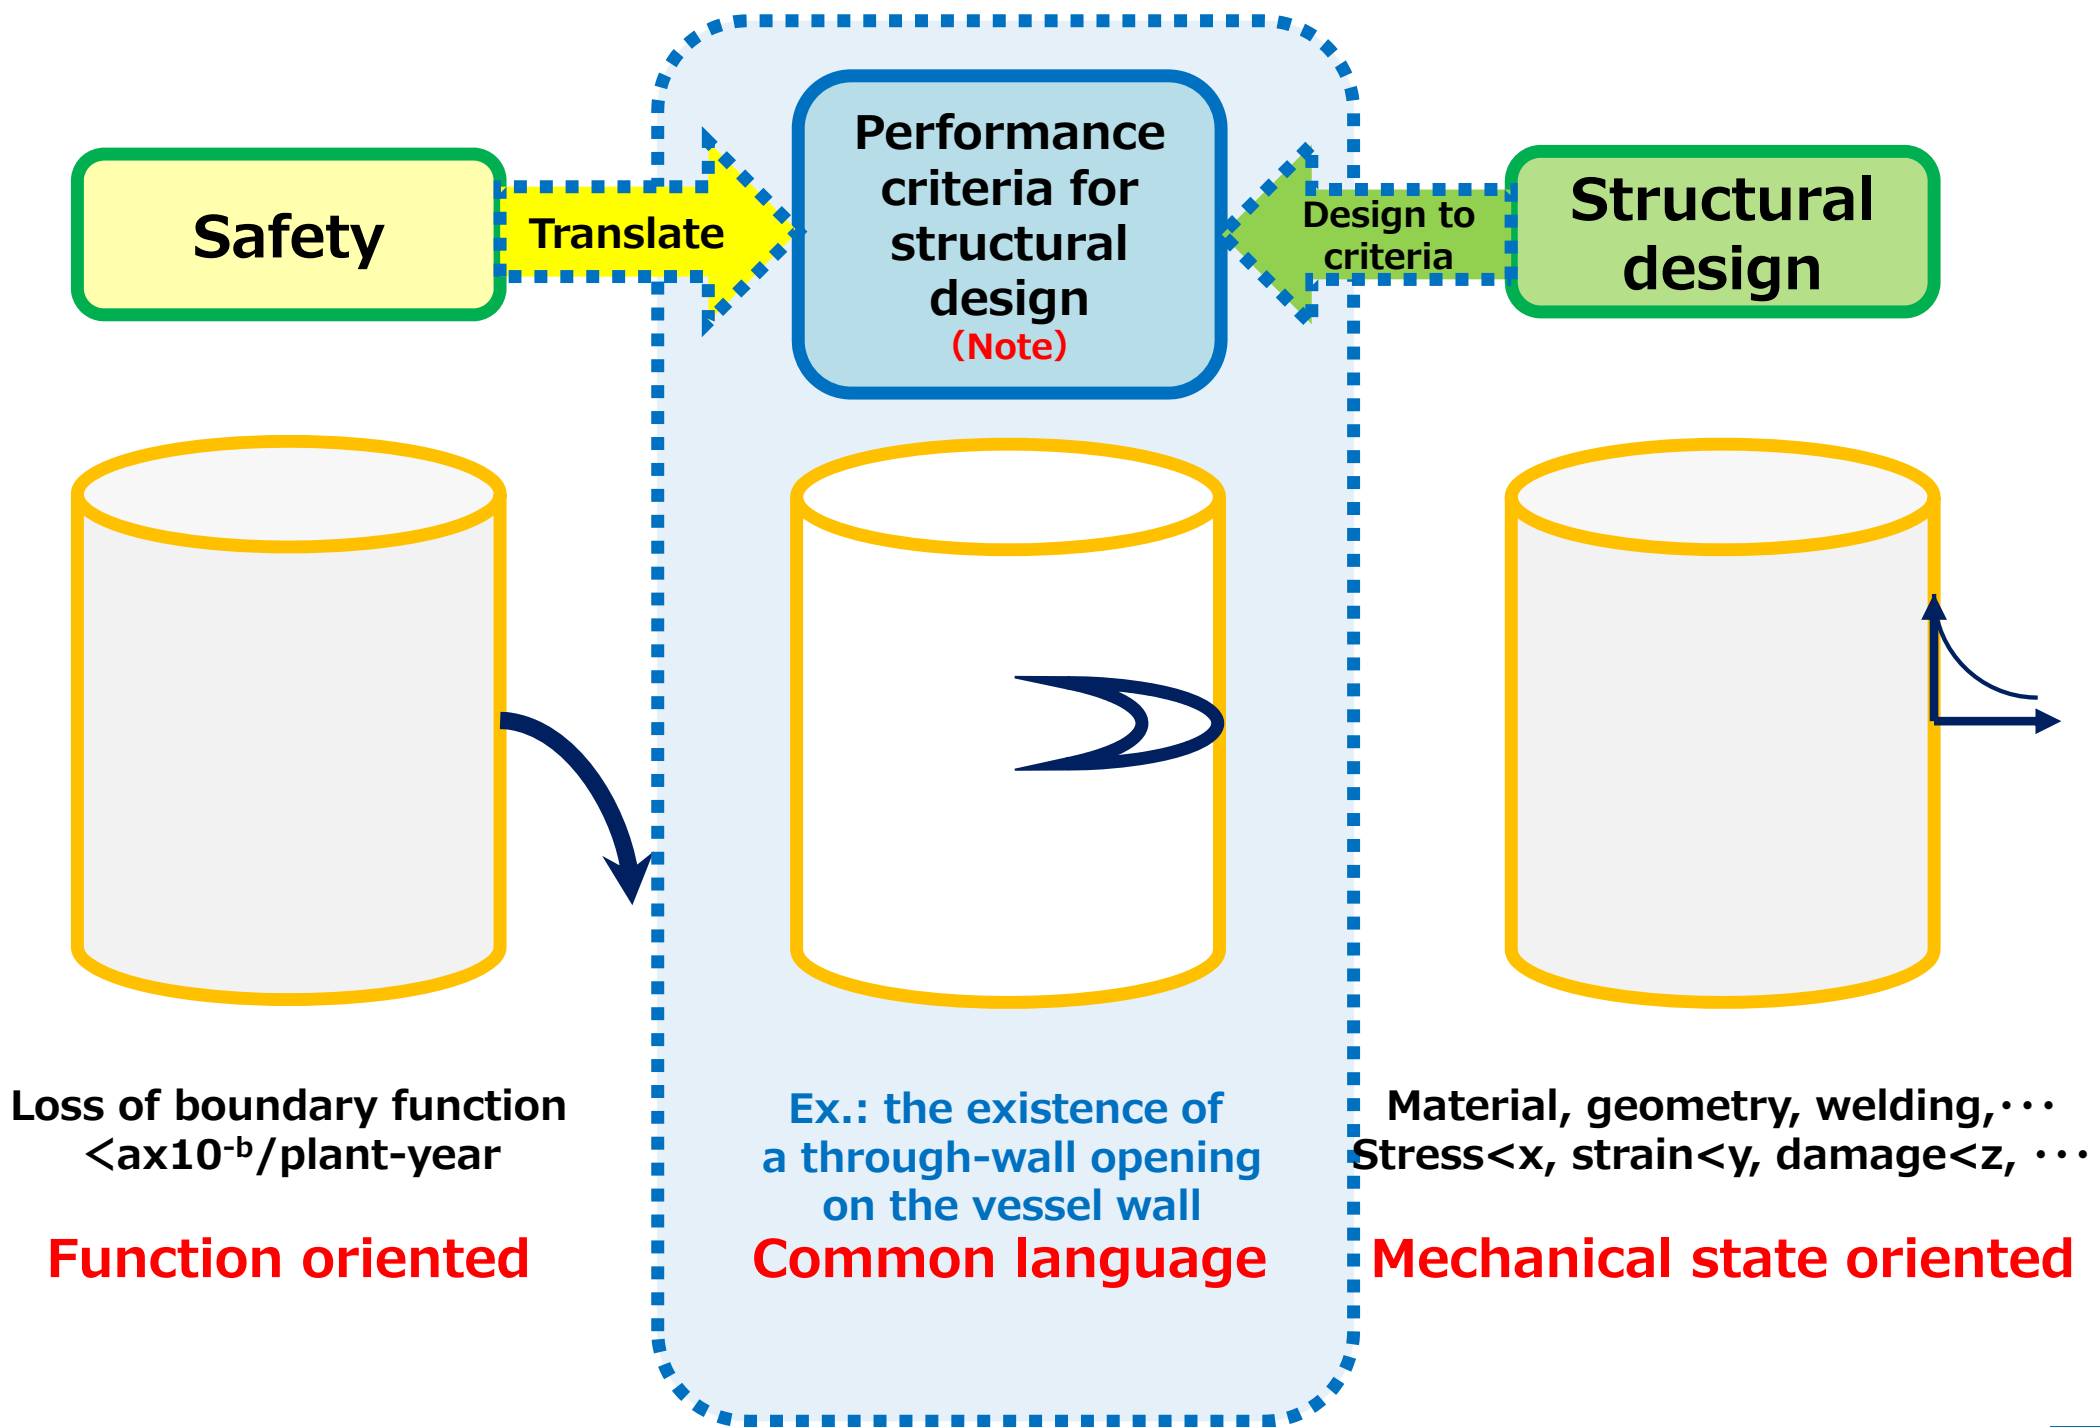 Safety
Translate
Performance
criteria for
structural
design
(Note)
Design to
criteria
Structural
design
Loss of boundary function
<ax10⁻ᵇ/plant-year
Function oriented
Ex.: the existence of
a through-wall opening
on the vessel wall
Common language
Material, geometry, welding,･･･
Stress<x, strain<y, damage<z, ･･･
Mechanical state oriented